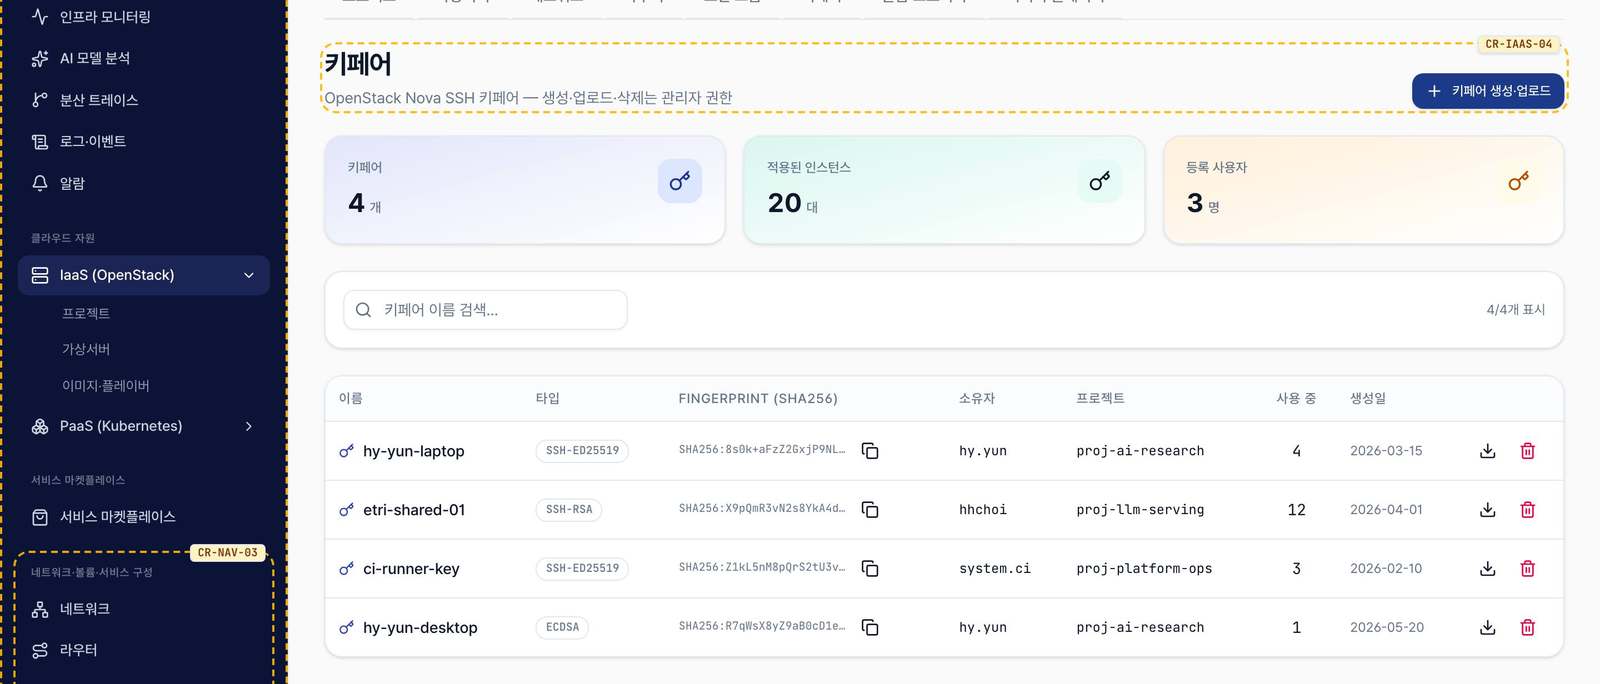 인프라 모니터링
AI 모델 분석
분산 트레이스
로그·이벤트
알람
클라우드 자원
IaaS (OpenStack)
프로젝트
가상서버
이미지·플레이버
PaaS (Kubernetes)
서비스 마켓플레이스
서비스 마켓플레이스
CR-NAV-03
네트워크·볼륨·서비스 구성
네트워크
라우터
CR-IAAS-04
키페어
OpenStack Nova SSH 키페어 — 생성·업로드·삭제는 관리자 권한
키페어 생성·업로드
키페어
4 개
적용된 인스턴스
20 대
등록 사용자
3 명
키페어 이름 검색...
4/4개 표시
이름 타입 FINGERPRINT (SHA256) 소유자 프로젝트 사용 중 생성일
hy-yun-laptop SSH-ED25519 SHA256:8s0k+aFzZ2GxjP9NL… hy.yun proj-ai-research 4 2026-03-15
etri-shared-01 SSH-RSA SHA256:X9pQmR3vN2s8YkA4d… hhchoi proj-llm-serving 12 2026-04-01
ci-runner-key SSH-ED25519 SHA256:Z1kL5nM8pQrS2tU3v… system.ci proj-platform-ops 3 2026-02-10
hy-yun-desktop ECDSA SHA256:R7qWsX8yZ9aB0cD1e… hy.yun proj-ai-research 1 2026-05-20